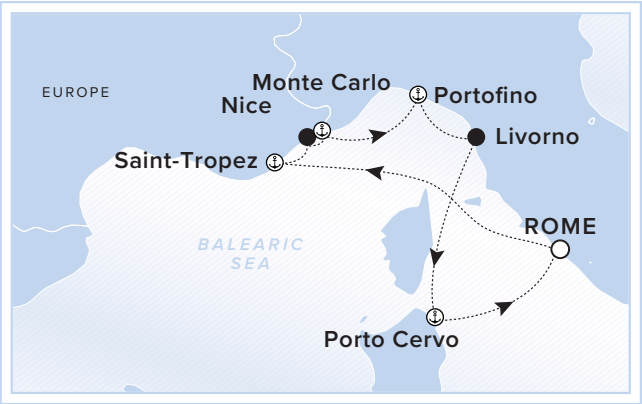 EUROPE
Monte Carlo
Nice
Portofino
Livorno
Saint-Tropez
ROME
BALEARIC
SEA
Porto Cervo